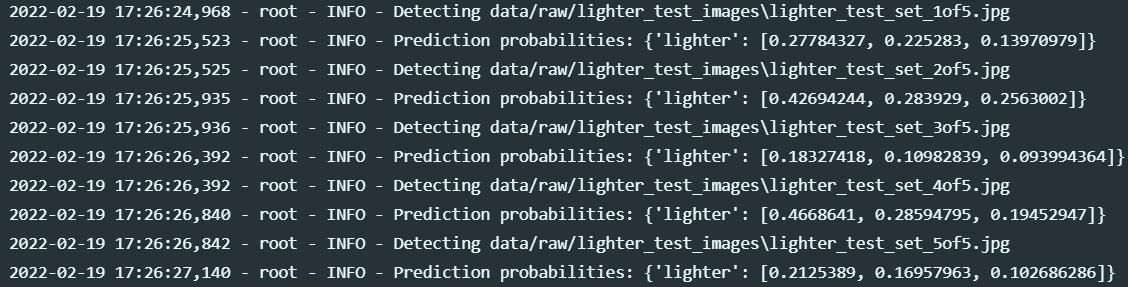 2022-02-19 17:26:24,968 - root - INFO - Detecting data/raw/lighter_test_images\lighter_test_set_1of5.jpg
2022-02-19 17:26:25,523 - root - INFO - Prediction probabilities: {'lighter': [0.27784327, 0.225283, 0.13970979]}
2022-02-19 17:26:25,525 - root - INFO - Detecting data/raw/lighter_test_images\lighter_test_set_2of5.jpg
2022-02-19 17:26:25,935 - root - INFO - Prediction probabilities: {'lighter': [0.42694244, 0.283929, 0.2563002]}
2022-02-19 17:26:25,936 - root - INFO - Detecting data/raw/lighter_test_images\lighter_test_set_3of5.jpg
2022-02-19 17:26:26,392 - root - INFO - Prediction probabilities: {'lighter': [0.18327418, 0.10982839, 0.093994364]}
2022-02-19 17:26:26,392 - root - INFO - Detecting data/raw/lighter_test_images\lighter_test_set_4of5.jpg
2022-02-19 17:26:26,840 - root - INFO - Prediction probabilities: {'lighter': [0.4668641, 0.28594795, 0.19452947]}
2022-02-19 17:26:26,842 - root - INFO - Detecting data/raw/lighter_test_images\lighter_test_set_5of5.jpg
2022-02-19 17:26:27,140 - root - INFO - Prediction probabilities: {'lighter': [0.2125389, 0.16957963, 0.102686286]}